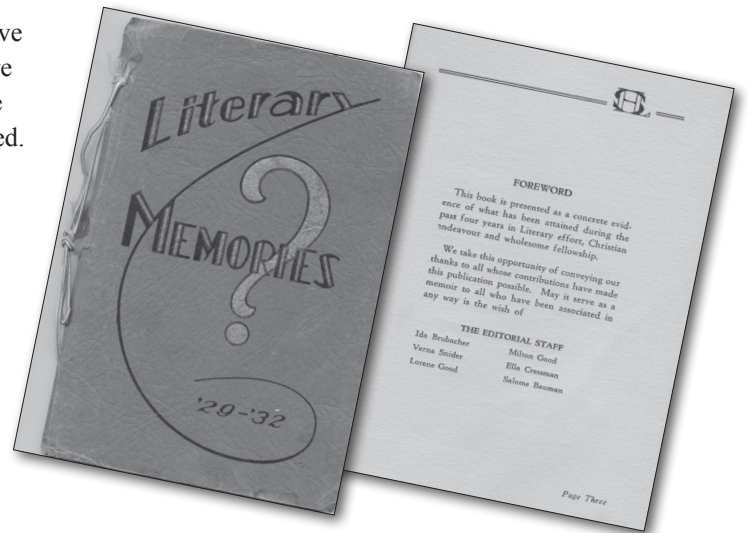 ve
re
e
ed.
Literary
MEMORIES
?
'29-'32
FOREWORD
This book is presented as a concrete evid-
ence of what has been attained during the
past four years in Literary effort, Christian
endeavour and wholesome fellowship.
We take this opportunity of conveying our
thanks to all whose contributions have made
this publication possible. May it serve as a
memoir to all who have been associated in
any way is the wish of
THE EDITORIAL STAFF
Ida Brubacher
Verna Snider
Lorene Good
Milton Good
Ella Cressman
Salome Bauman
Page Three